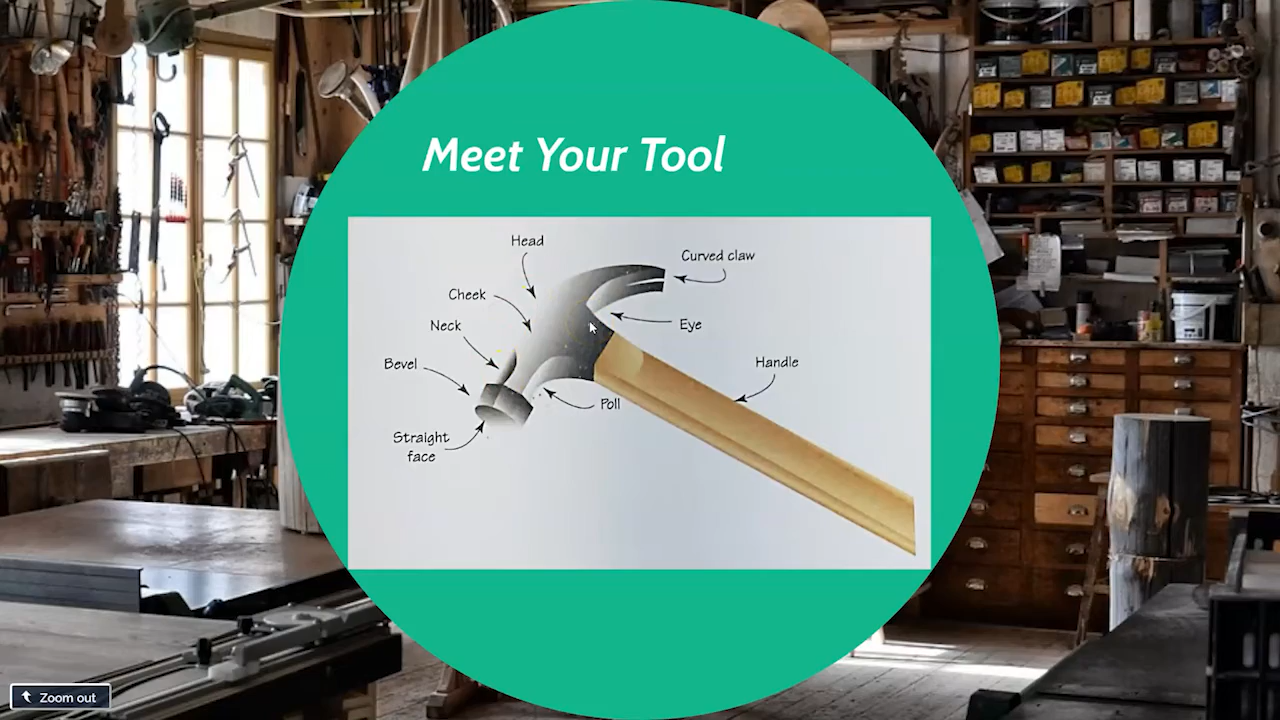 Meet Your Tool
Head
Curved claw
Cheek
Neck
Eye
Bevel
Handle
Poll
Straight
face
Zoom out